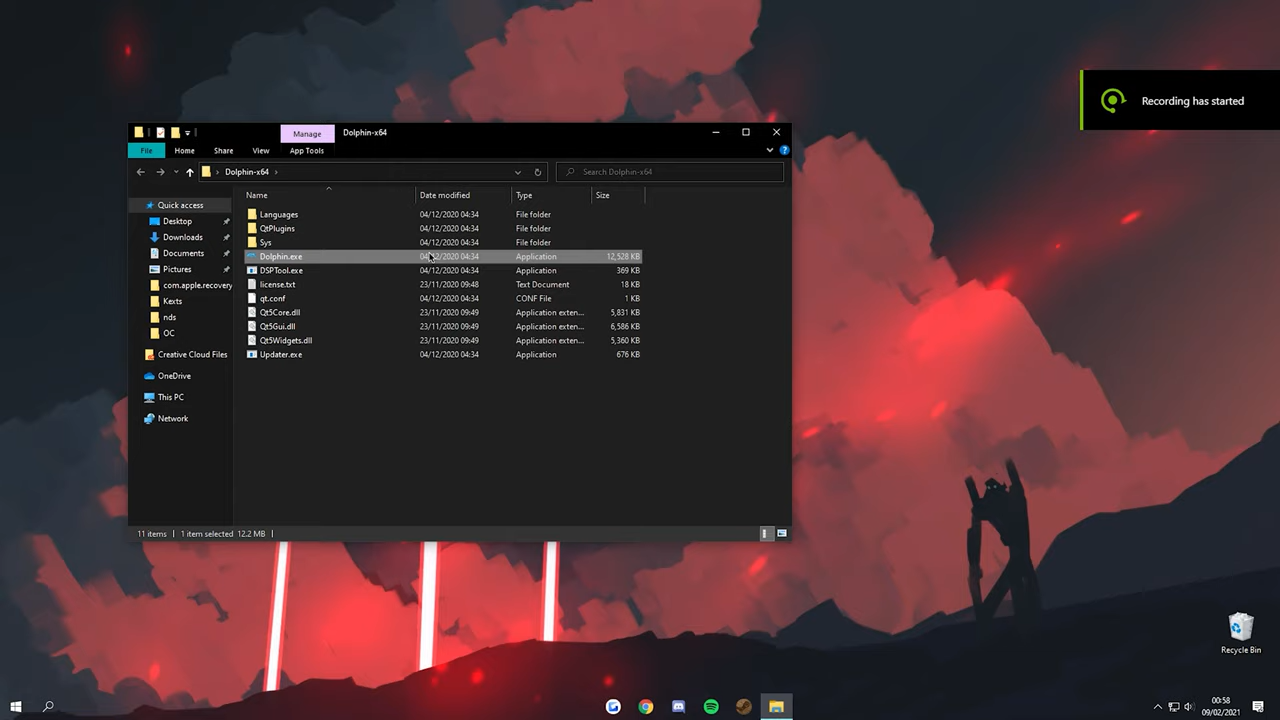 Recording has started
Manage
Dolphin-x64
File Home Share View App Tools
Dolphin-x64
Search Dolphin-x64
Name Date modified Type Size
Quick access
Desktop
Downloads
Documents
Pictures
com.apple.recovery
Kexts
nds
OC
Creative Cloud Files
OneDrive
This PC
Network
Languages 04/12/2020 04:34 File folder
QtPlugins 04/12/2020 04:34 File folder
Sys 04/12/2020 04:34 File folder
Dolphin.exe 04/12/2020 04:34 Application 12,528 KB
DSPTool.exe 04/12/2020 04:34 Application 369 KB
license.txt 23/11/2020 09:48 Text Document 18 KB
qt.conf 04/12/2020 04:34 CONF File 1 KB
Qt5Core.dll 23/11/2020 09:49 Application exten... 5,831 KB
Qt5Gui.dll 23/11/2020 09:49 Application exten... 6,586 KB
Qt5Widgets.dll 23/11/2020 09:49 Application exten... 5,360 KB
Updater.exe 04/12/2020 04:34 Application 676 KB
11 items 1 item selected 12.2 MB
Recycle Bin
00:58
09/02/2021